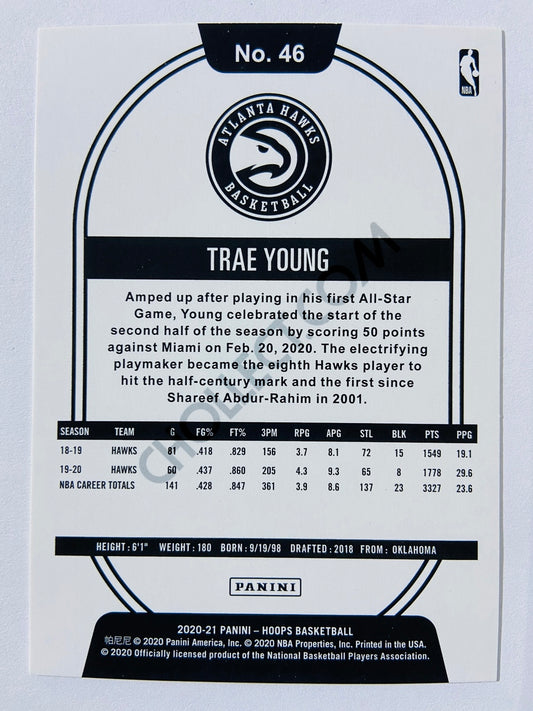 No. 46
NBA
ATLANTA HAWKS
BASKETBALL
TRAE YOUNG
Amped up after playing in his first All-Star
Game, Young celebrated the start of the
second half of the season by scoring 50 points
against Miami on Feb. 20, 2020. The electrifying
playmaker became the eighth Hawks player to
hit the half-century mark and the first since
Shareef Abdur-Rahim in 2001.
SEASON TEAM G FG% FT% 3PM RPG APG STL BLK PTS PPG
18-19 HAWKS 81 .418 .829 156 3.7 8.1 72 15 1549 19.1
19-20 HAWKS 60 .437 .860 205 4.3 9.3 65 8 1778 29.6
NBA CAREER TOTALS 141 .428 .847 361 3.9 8.6 137 23 3327 23.6
HEIGHT: 6'1" WEIGHT: 180 BORN: 9/19/98 DRAFTED: 2018 FROM: OKLAHOMA
PANINI
2020-21 PANINI – HOOPS BASKETBALL
帕尼尼 © 2020 Panini America, Inc. © 2020 NBA Properties, Inc. Printed in the USA.
© 2020 Officially licensed product of the National Basketball Players Association.
CHOLLECT.COM